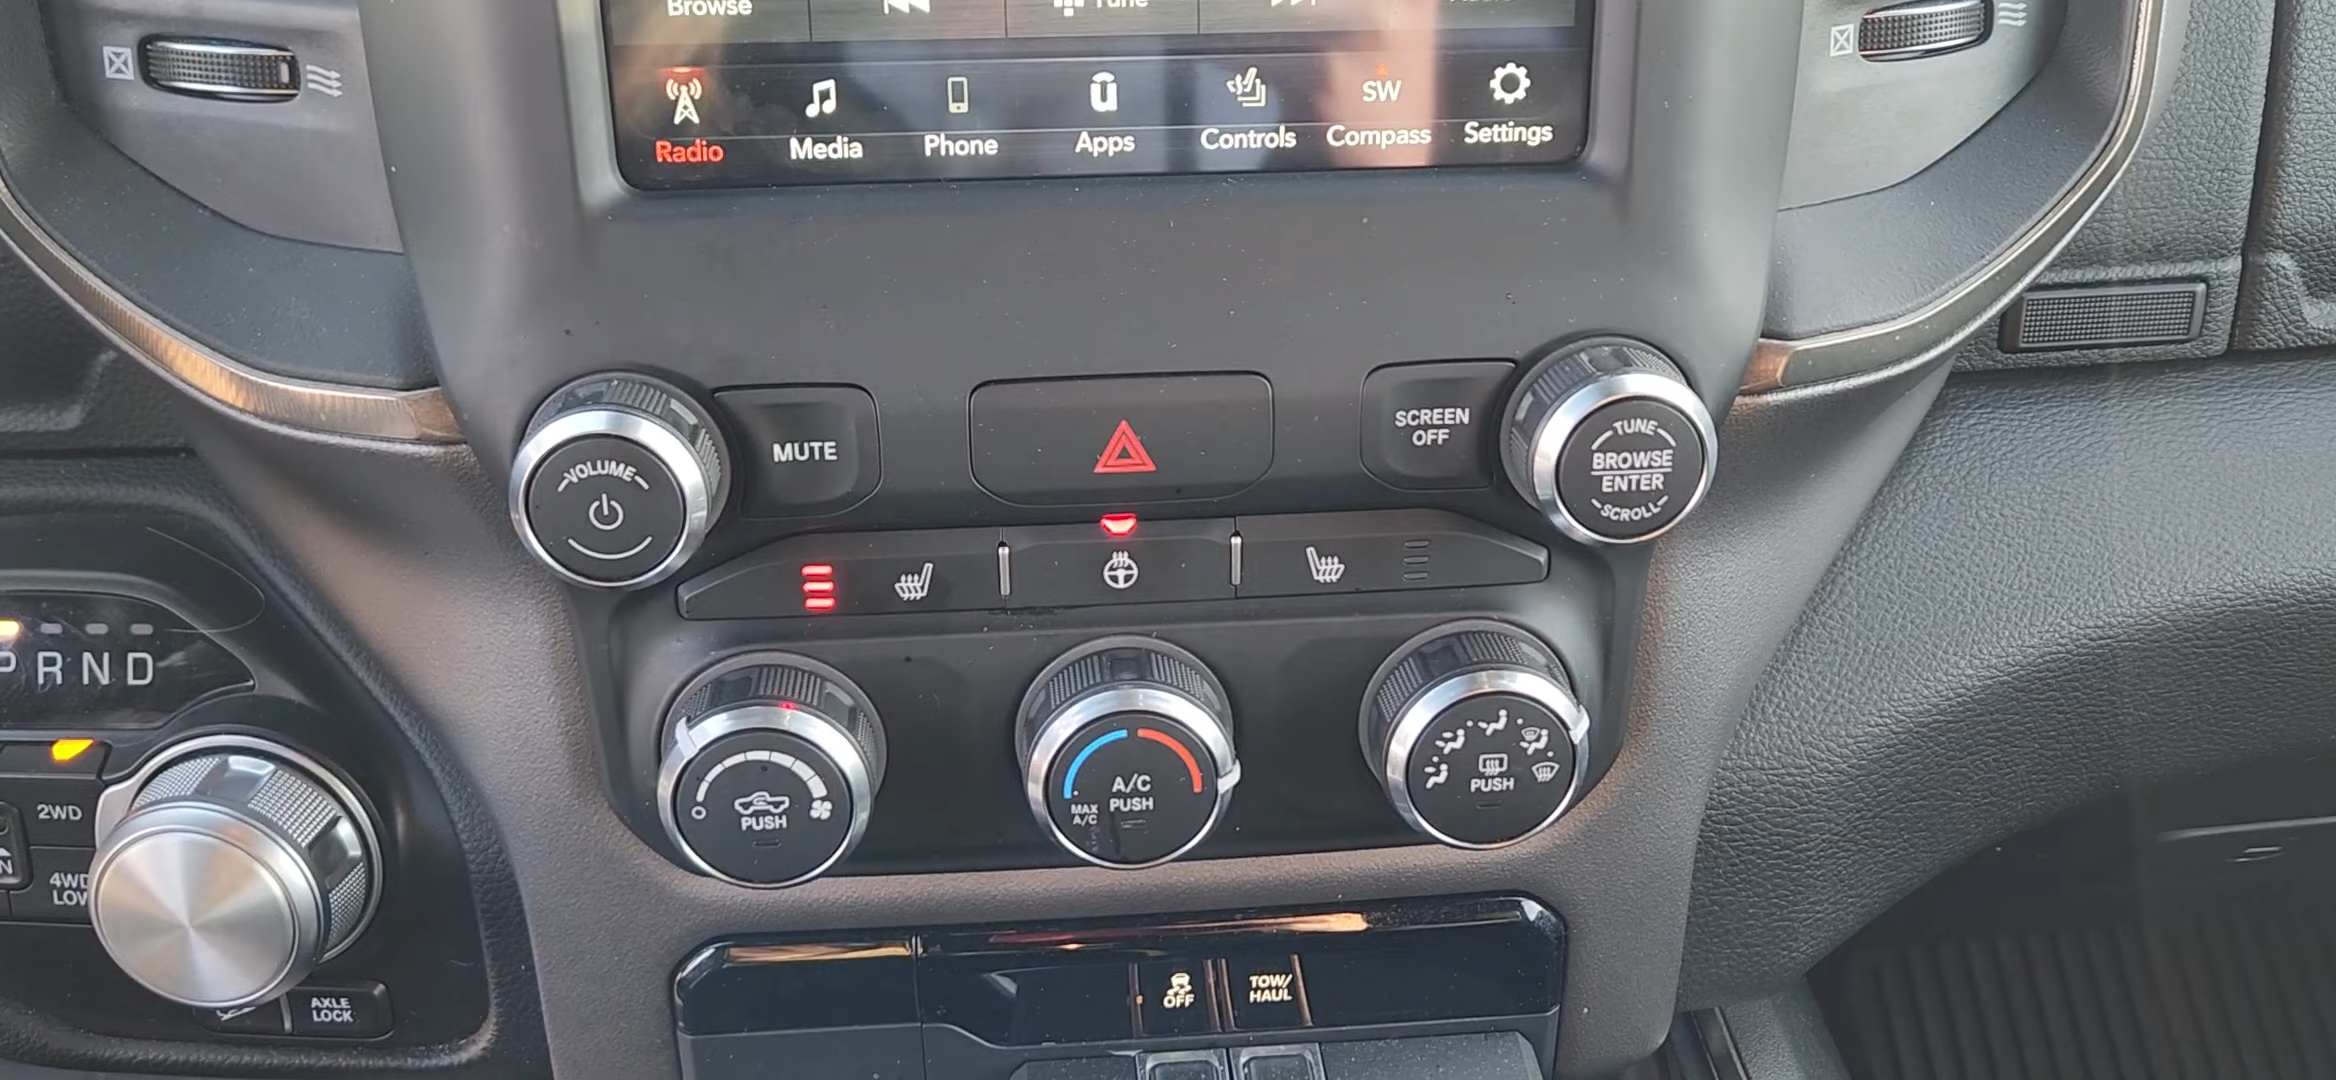 Browse
Tune
Radio
Media
Phone
Apps
Controls
SW
Compass
Settings
VOLUME
MUTE
SCREEN
OFF
TUNE
BROWSE
ENTER
SCROLL
P R N D
2WD
4WD
LOW
N
AXLE
LOCK
PUSH
A/C
PUSH
MAX
A/C
PUSH
OFF
TOW/
HAUL